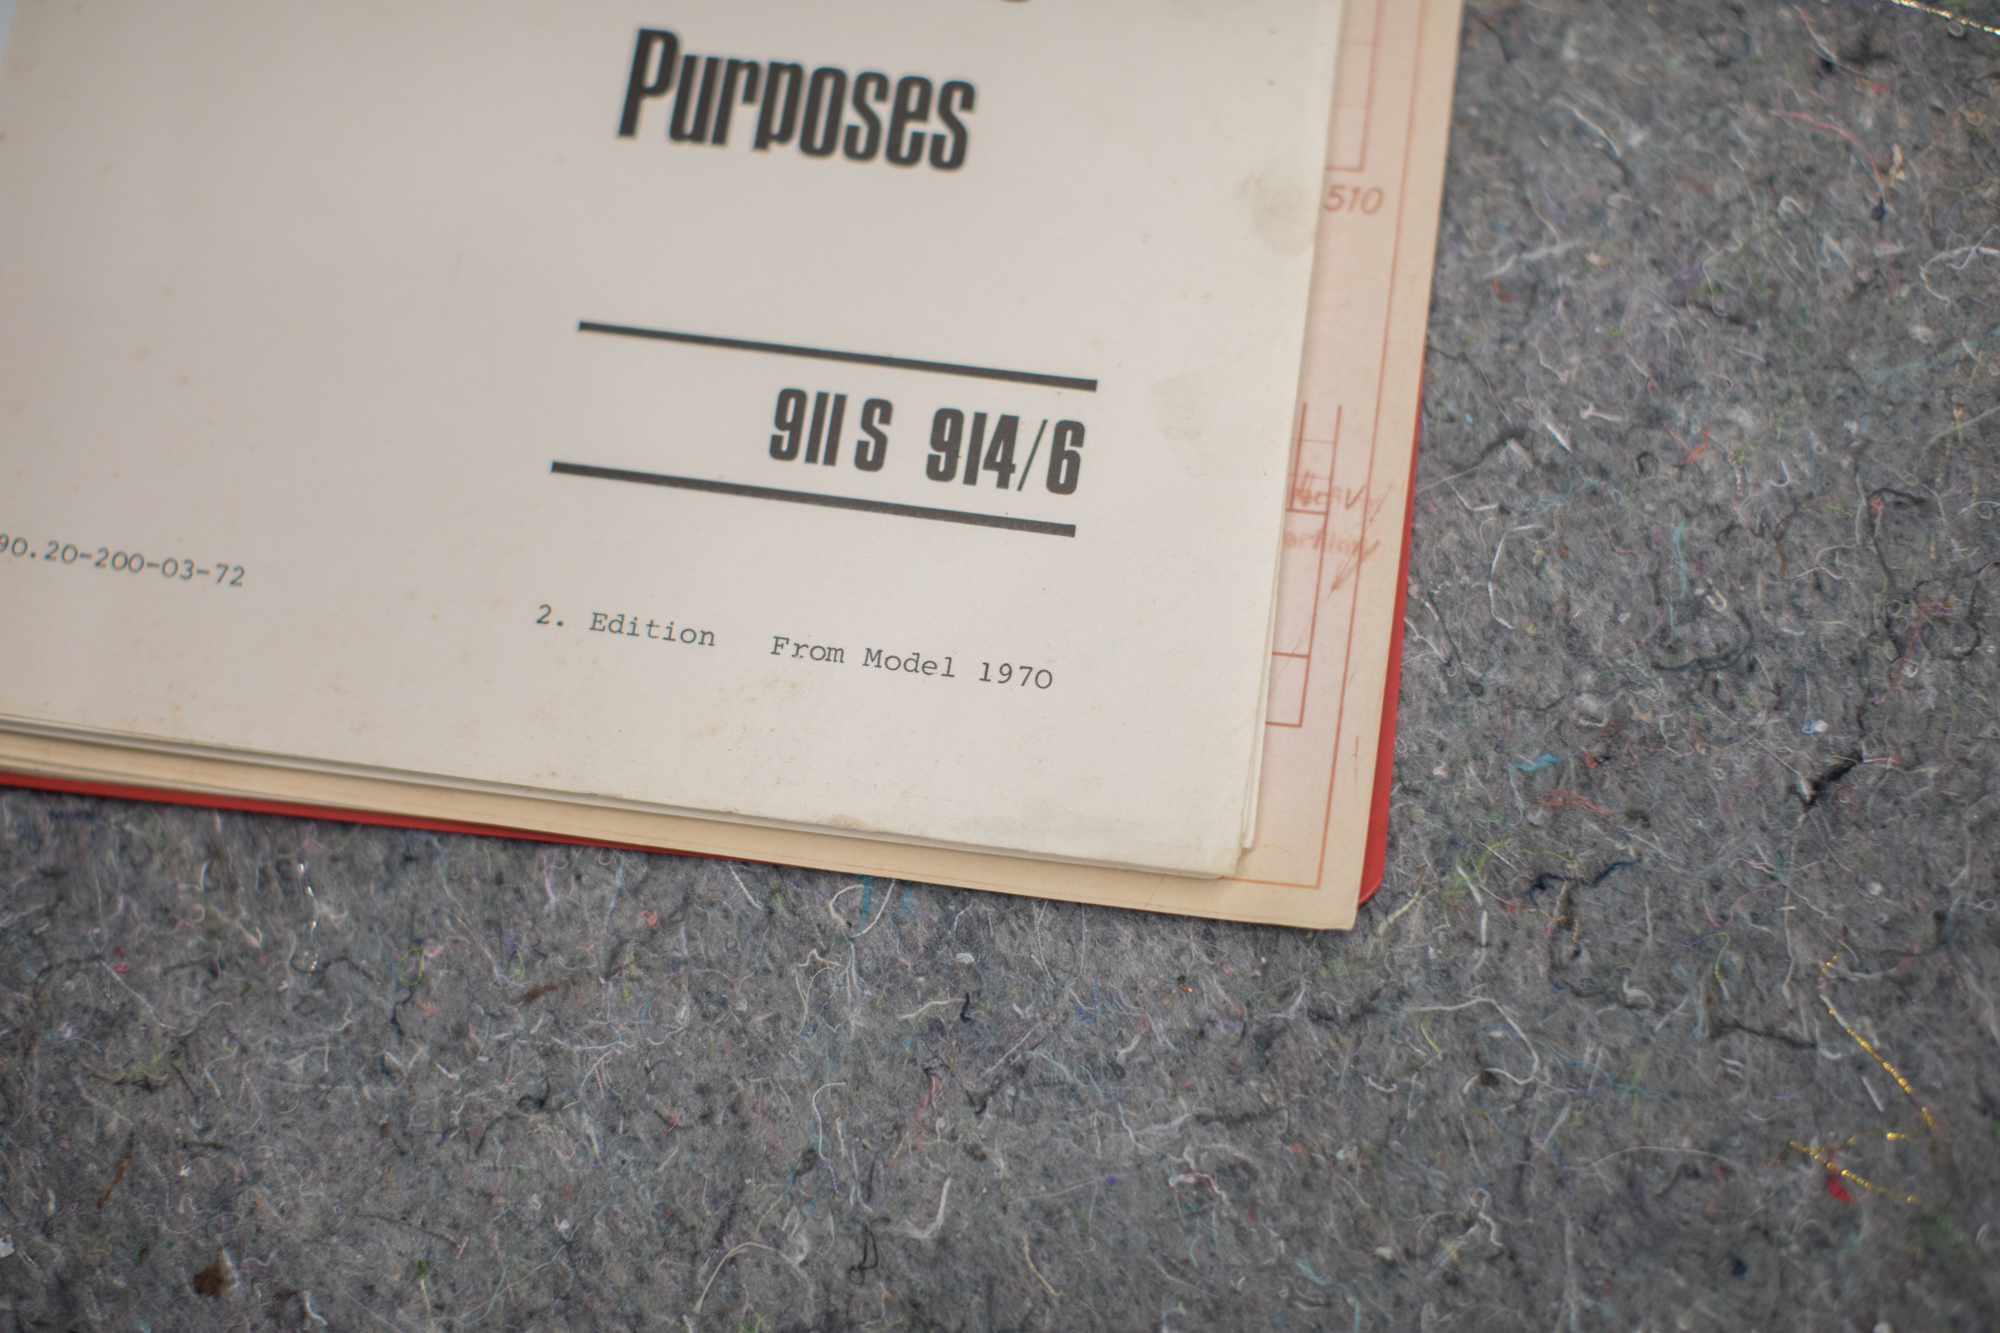 Purposes
510
911 S 914/6
90.20-200-03-72
2. Edition From Model 1970